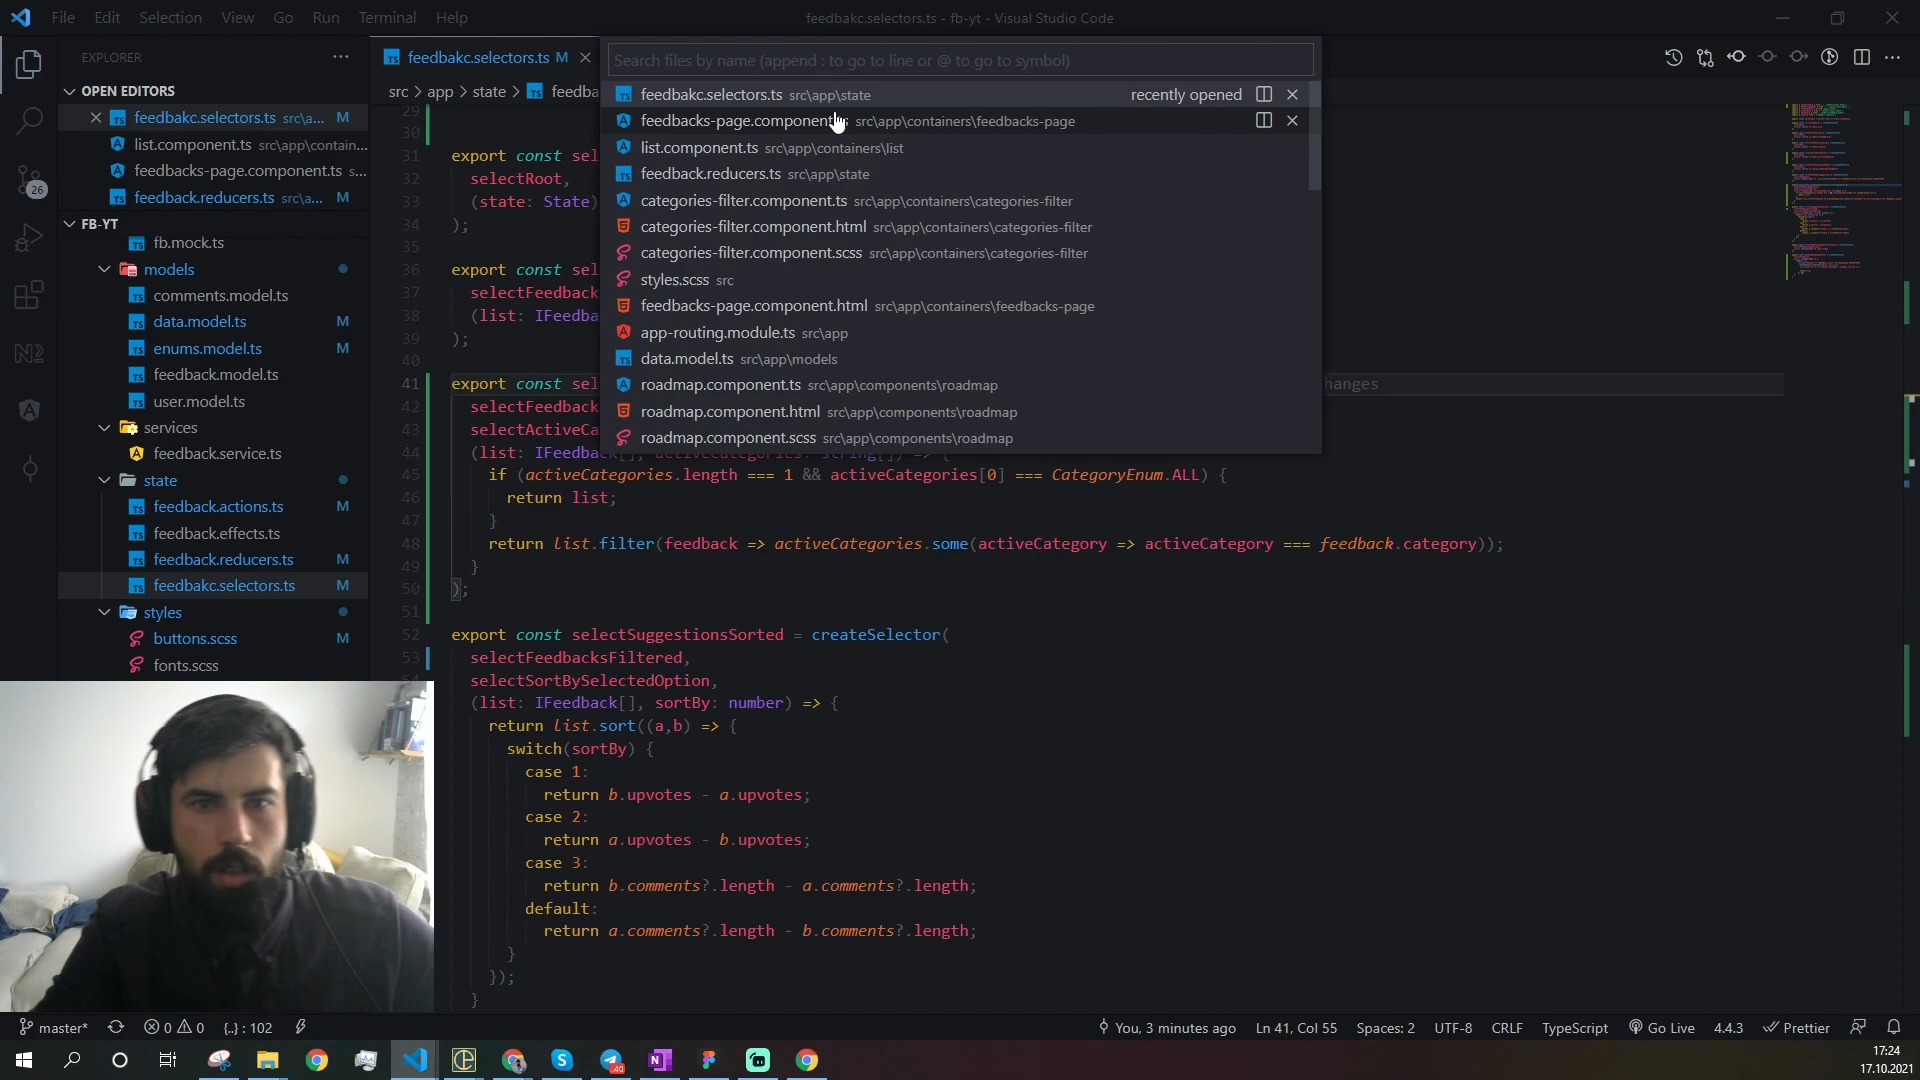 File Edit Selection View Go Run Terminal Help
feedbakc.selectors.ts - fb-yt - Visual Studio Code
EXPLORER
OPEN EDITORS
feedbakc.selectors.ts src\a... M
list.component.ts src\app\contain...
feedbacks-page.component.ts s...
feedback.reducers.ts src\a... M
26
FB-YT
fb.mock.ts
models
comments.model.ts
data.model.ts M
enums.model.ts M
feedback.model.ts
user.model.ts
services
feedback.service.ts
state
feedback.actions.ts M
feedback.effects.ts
feedback.reducers.ts M
feedbakc.selectors.ts M
styles
buttons.scss M
fonts.scss
feedbakc.selectors.ts M
src > app > state > feedba
Search files by name (append : to go to line or @ to go to symbol)
feedbakc.selectors.ts src\app\state recently opened
feedbacks-page.component. src\app\containers\feedbacks-page
list.component.ts src\app\containers\list
feedback.reducers.ts src\app\state
categories-filter.component.ts src\app\containers\categories-filter
categories-filter.component.html src\app\containers\categories-filter
categories-filter.component.scss src\app\containers\categories-filter
styles.scss src
feedbacks-page.component.html src\app\containers\feedbacks-page
app-routing.module.ts src\app
data.model.ts src\app\models
roadmap.component.ts src\app\components\roadmap
roadmap.component.html src\app\components\roadmap
roadmap.component.scss src\app\components\roadmap
29
30
31 export const sel
32 selectRoot,
33 (state: State)
34 );
35
36 export const sel
37 selectFeedback
38 (list: IFeedba
39 );
40
41 export const sel hanges
42 selectFeedback
43 selectActiveCa
44 (list: IFeedback[], activeCategories: string[]) => {
45 if (activeCategories.length === 1 && activeCategories[0] === CategoryEnum.ALL) {
46 return list;
47 }
48 return list.filter(feedback => activeCategories.some(activeCategory => activeCategory === feedback.category));
49 }
50 );
51
52 export const selectSuggestionsSorted = createSelector(
53 selectFeedbacksFiltered,
selectSortBySelectedOption,
(list: IFeedback[], sortBy: number) => {
return list.sort((a,b) => {
switch(sortBy) {
case 1:
return b.upvotes - a.upvotes;
case 2:
return a.upvotes - b.upvotes;
case 3:
return b.comments?.length - a.comments?.length;
default:
return a.comments?.length - b.comments?.length;
}
});
}
master* 0 0 {..} : 102 You, 3 minutes ago Ln 41, Col 55 Spaces: 2 UTF-8 CRLF TypeScript Go Live 4.4.3 Prettier
17:24
17.10.2021